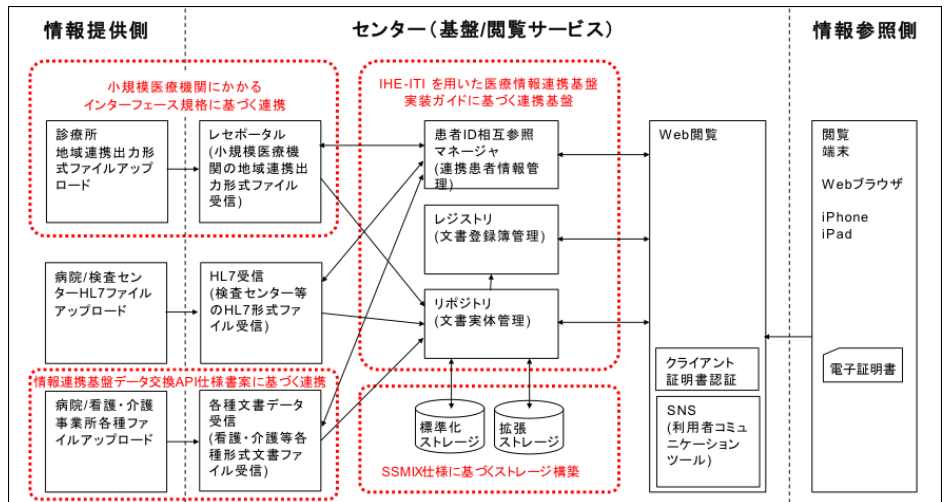 情報提供側
センター(基盤/閲覧サービス)
情報参照側
小規模医療機関にかかる
インターフェース規格に基づく連携
IHE-ITI を用いた医療情報連携基盤
実装ガイドに基づく連携基盤
診療所
地域連携出力形
式ファイルアップ
ロード
レセポータル
(小規模医療機
関の地域連携出
力形式ファイル
受信)
患者ID相互参照
マネージャ
(連携患者情報管
理)
Web閲覧
閲覧
端末
Webブラウザ
iPhone
iPad
レジストリ
(文書登録簿管理)
病院/検査セン
ターHL7ファイル
アップロード
HL7受信
(検査センター等
のHL7形式ファ
イル受信)
リポジトリ
(文書実体管理)
クライアント
証明書認証
電子証明書
情報連携基盤データ交換API仕様書案に基づく連携
病院/看護・介護
事業所各種ファ
イルアップロード
各種文書データ
受信
(看護・介護等各
種形式文書ファ
イル受信)
標準化
ストレージ
拡張
ストレージ
SNS
(利用者コミュ
ニケーション
ツール)
SSMIX仕様に基づくストレージ構築